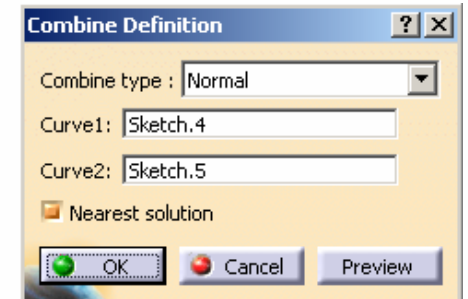 Combine Definition ? X
Combine type : Normal
Curve1: Sketch.4
Curve2: Sketch.5
Nearest solution
OK Cancel Preview